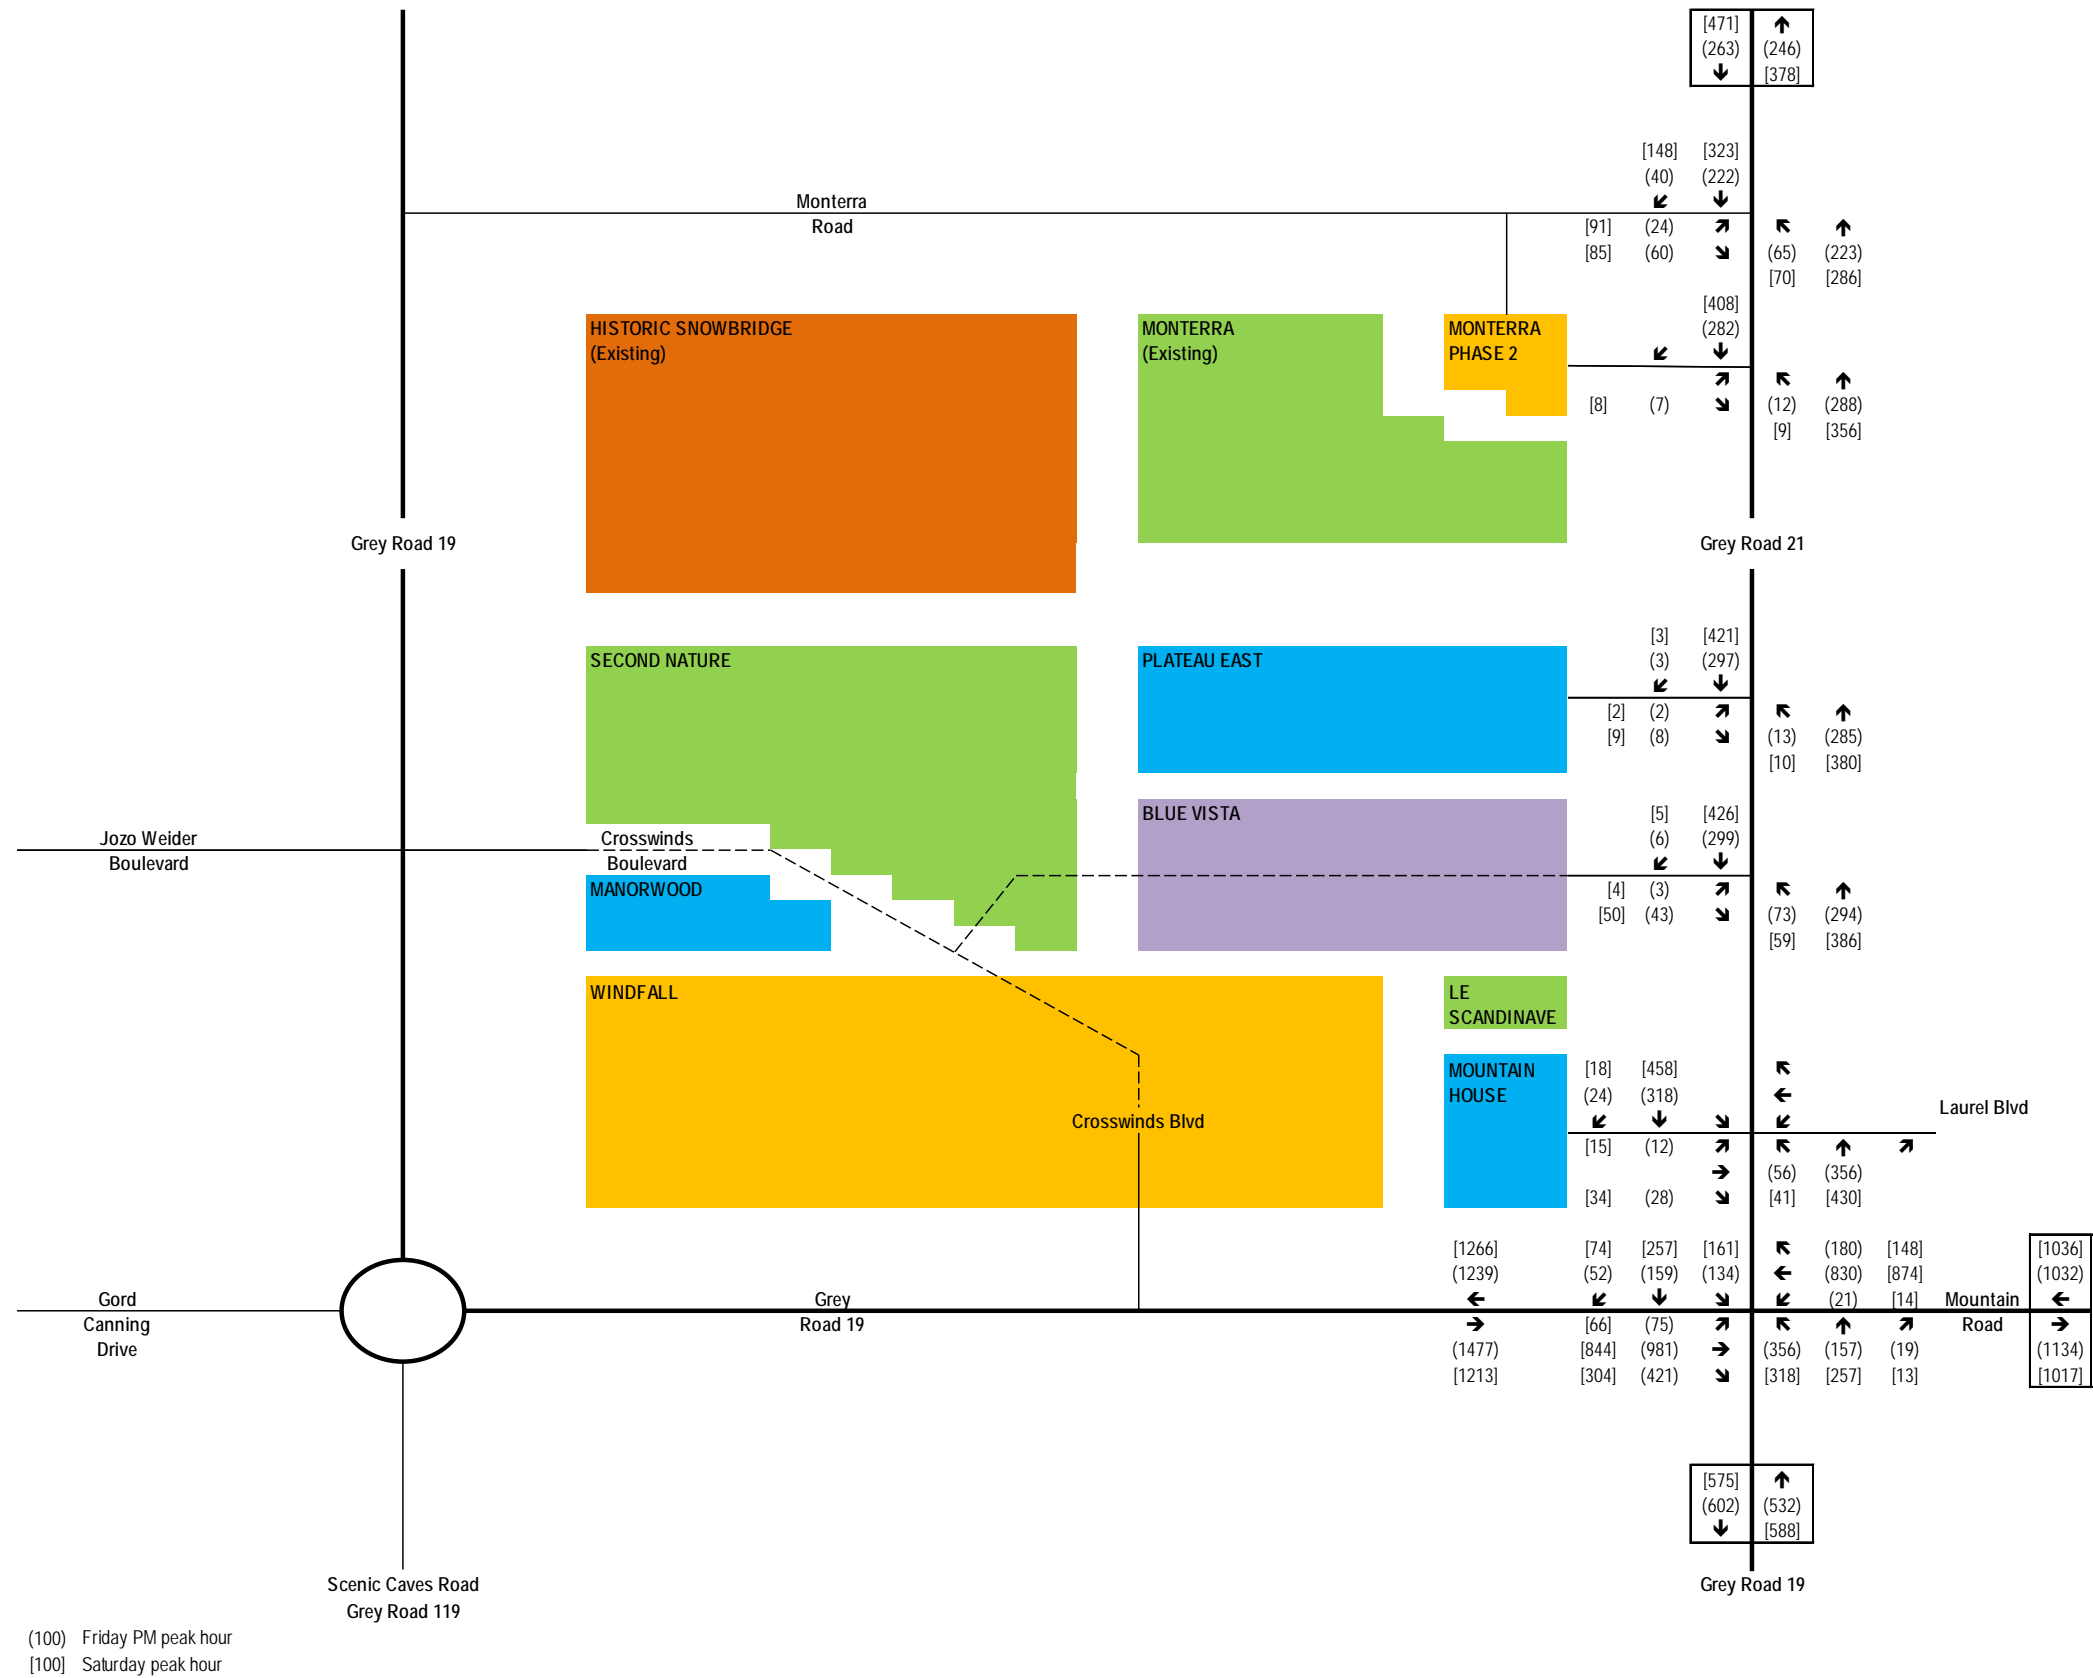 [471]
(263) (246)
[378]
[148] [323]
(40) (222)
Monterra
Road
[91] (24)
[85] (60) (65) (223)
[70] [286]
[408]
(282)
HISTORIC SNOWBRIDGE
(Existing)
MONTERRA
(Existing)
MONTERRA
PHASE 2
[8] (7) (12) (288)
[9] [356]
Grey Road 19
Grey Road 21
[3] [421]
(3) (297)
SECOND NATURE
PLATEAU EAST
[2] (2)
[9] (8) (13) (285)
[10] [380]
BLUE VISTA
[5] [426]
(6) (299)
Jozo Weider
Boulevard
Crosswinds
Boulevard
MANORWOOD
[4] (3)
[50] (43) (73) (294)
[59] [386]
WINDFALL
LE
SCANDINAVE
MOUNTAIN
HOUSE
[18] [458]
(24) (318)
Laurel Blvd
Crosswinds Blvd
[15] (12)
(56) (356)
[34] (28) [41] [430]
[1266] [74] [257] [161] (180) [148] [1036]
(1239) (52) (159) (134) (830) [874] (1032)
(21) [14]
Gord
Canning
Drive
Grey
Road 19
Mountain
Road
[66] (75)
(1477) [844] (981) (356) (157) (19) (1134)
[1213] [304] (421) [318] [257] [13] [1017]
[575]
(602) (532)
[588]
Scenic Caves Road
Grey Road 119
Grey Road 19
(100) Friday PM peak hour
[100] Saturday peak hour